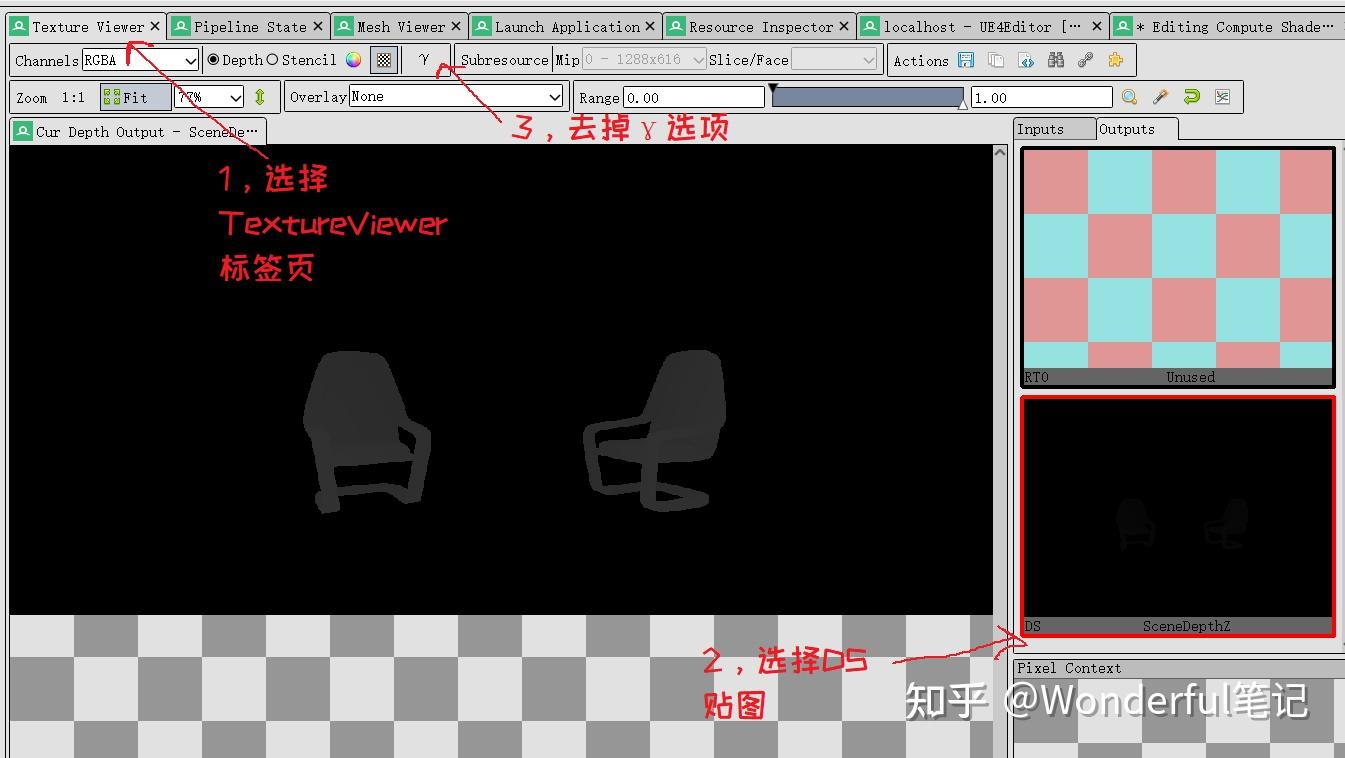 Texture Viewer
Pipeline State
Mesh Viewer
Launch Application
Resource Inspector
localhost - UE4Editor [⋯
* Editing Compute Shade⋯
Channels RGBA
Depth Stencil
γ
Subresource Mip 0 - 1288x616 Slice/Face
Actions
Zoom 1:1 Fit 77%
Overlay None
Range 0.00
1.00
Cur Depth Output - SceneDe⋯
Inputs
Outputs
3，去掉γ选项
1，选择
TextureViewer
标签页
RT0 Unused
DS SceneDepthZ
2，选择DS
贴图
Pixel Context
知乎 @Wonderful笔记